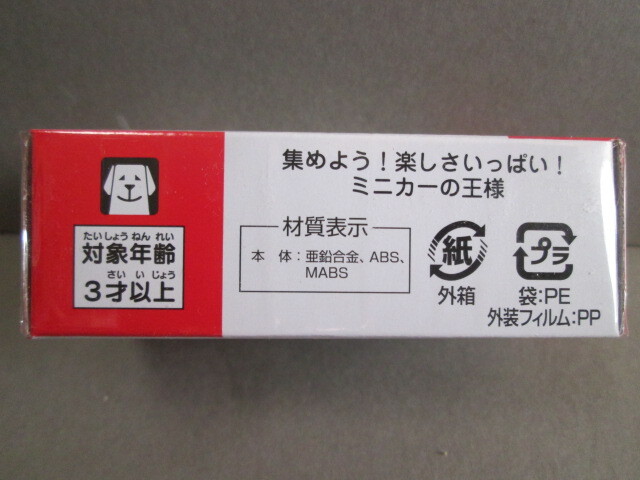 たいしょうねんれい
対象年齢
さいいじょう
3才以上
集めよう!楽しさいっぱい!
ミニカーの王様
材質表示
本 体:亜鉛合金、ABS、
MABS
紙
外箱
プラ
袋:PE
外装フィルム:PP